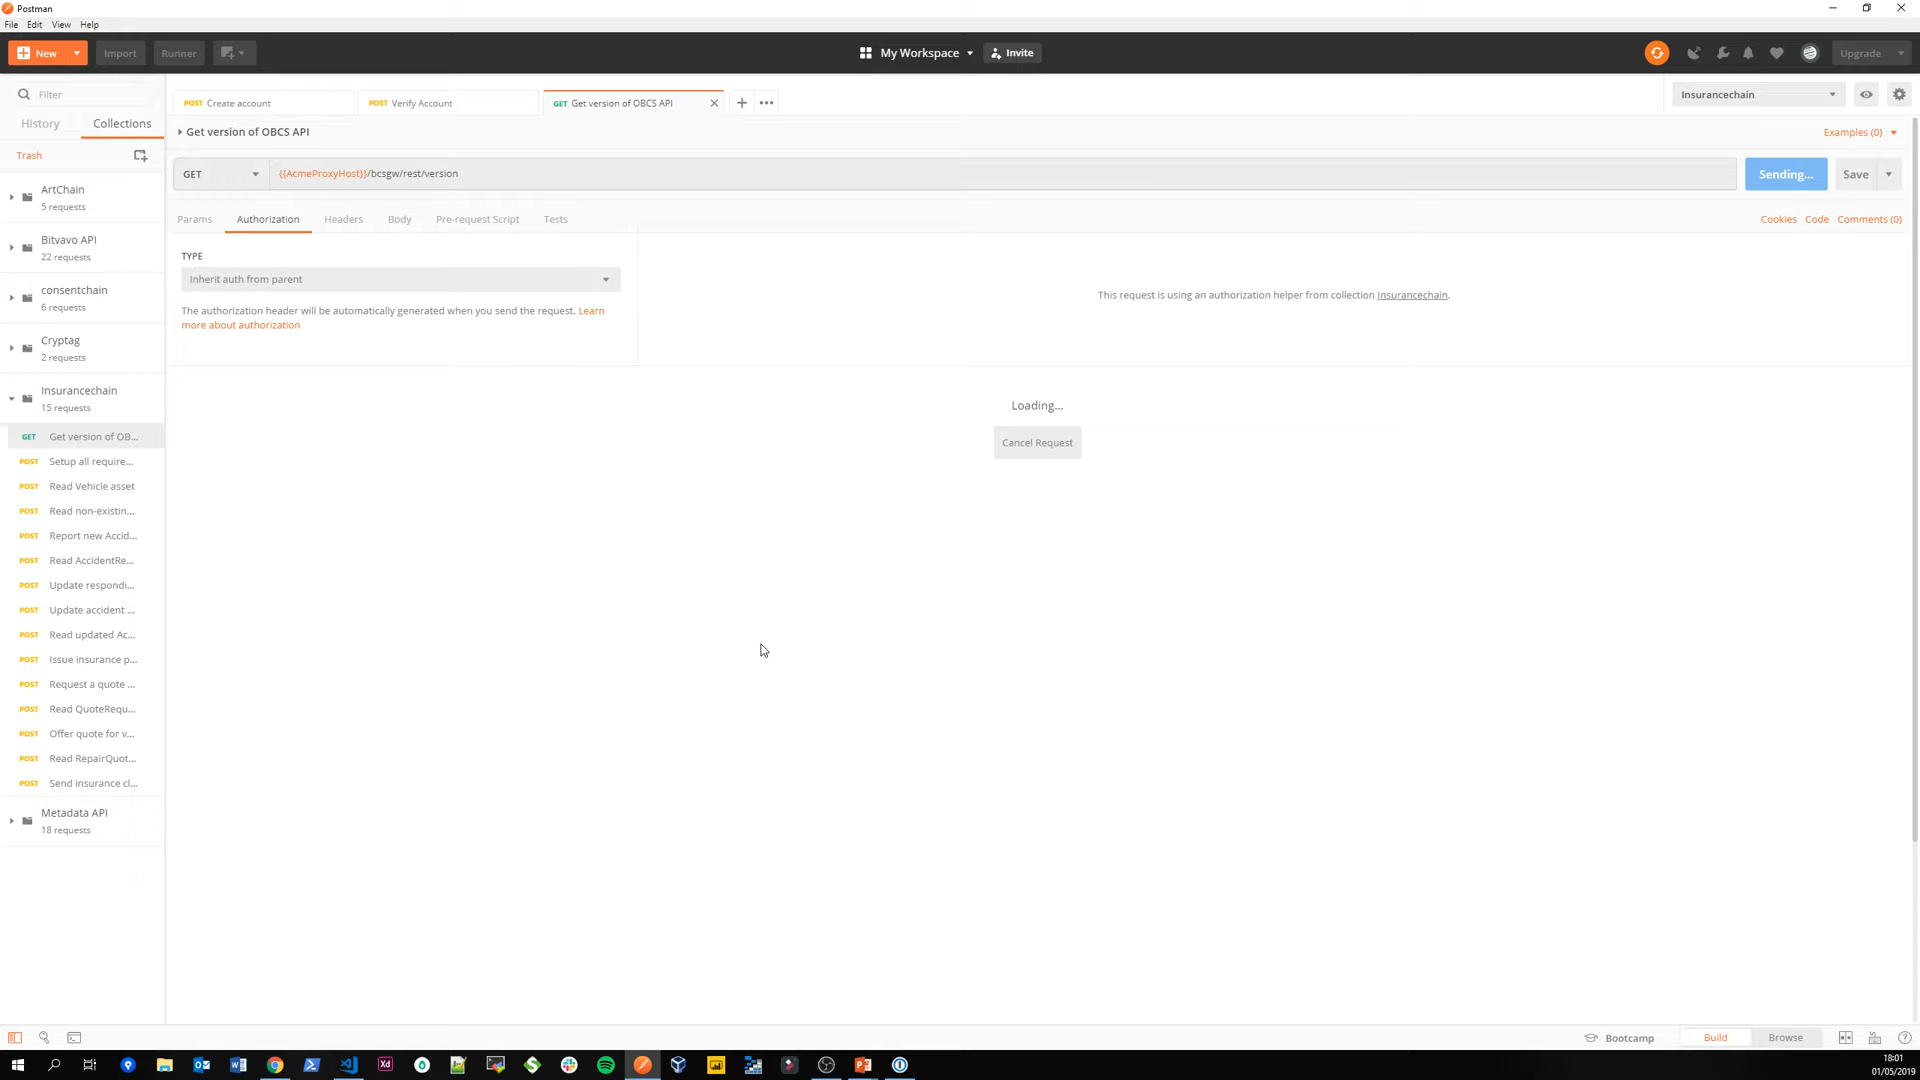 Postman
File Edit View Help
New Import Runner My Workspace Invite Upgrade
Filter
History Collections
Trash
ArtChain
5 requests
Bitvavo API
22 requests
consentchain
6 requests
Cryptag
2 requests
Insurancechain
15 requests
GET Get version of OB...
POST Setup all require...
POST Read Vehicle asset
POST Read non-existin...
POST Report new Accid...
POST Read AccidentRe...
POST Update respondi...
POST Update accident ...
POST Read updated Ac...
POST Issue insurance p...
POST Request a quote ...
POST Read QuoteRequ...
POST Offer quote for v...
POST Read RepairQuot...
POST Send insurance cl...
Metadata API
18 requests
POST Create account POST Verify Account GET Get version of OBCS API
Insurancechain
Get version of OBCS API Examples (0)
GET {{AcmeProxyHost}}/bcsgw/rest/version Sending... Save
Params Authorization Headers Body Pre-request Script Tests Cookies Code Comments (0)
TYPE
Inherit auth from parent
The authorization header will be automatically generated when you send the request. Learn
more about authorization
This request is using an authorization helper from collection Insurancechain.
Loading...
Cancel Request
Bootcamp Build Browse
Xd
18:01
01/05/2019